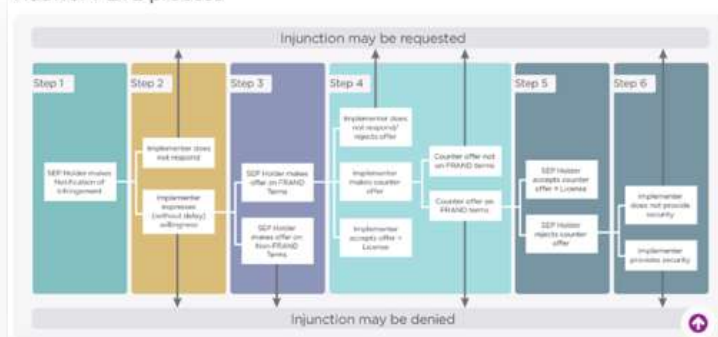 Injunction may be requested
Step 1
Step 2
Step 3
Step 4
Step 5
Step 6
SEP Holder makes
Notification of
Infringement
Implementer does
not respond
Implementer
expresses
(without delay)
willingness
SEP Holder makes
offer on FRAND
Terms
SEP Holder
makes offer on
Non-FRAND
Terms
Implementer does
not respond/
rejects offer
Implementer
makes counter
offer
Implementer
accepts offer =
License
Counter offer not
on FRAND terms
Counter offer on
FRAND terms
SEP Holder
accepts counter
offer = License
SEP Holder
rejects counter
offer
Implementer
does not provide
security
Implementer
provides security
Injunction may be denied